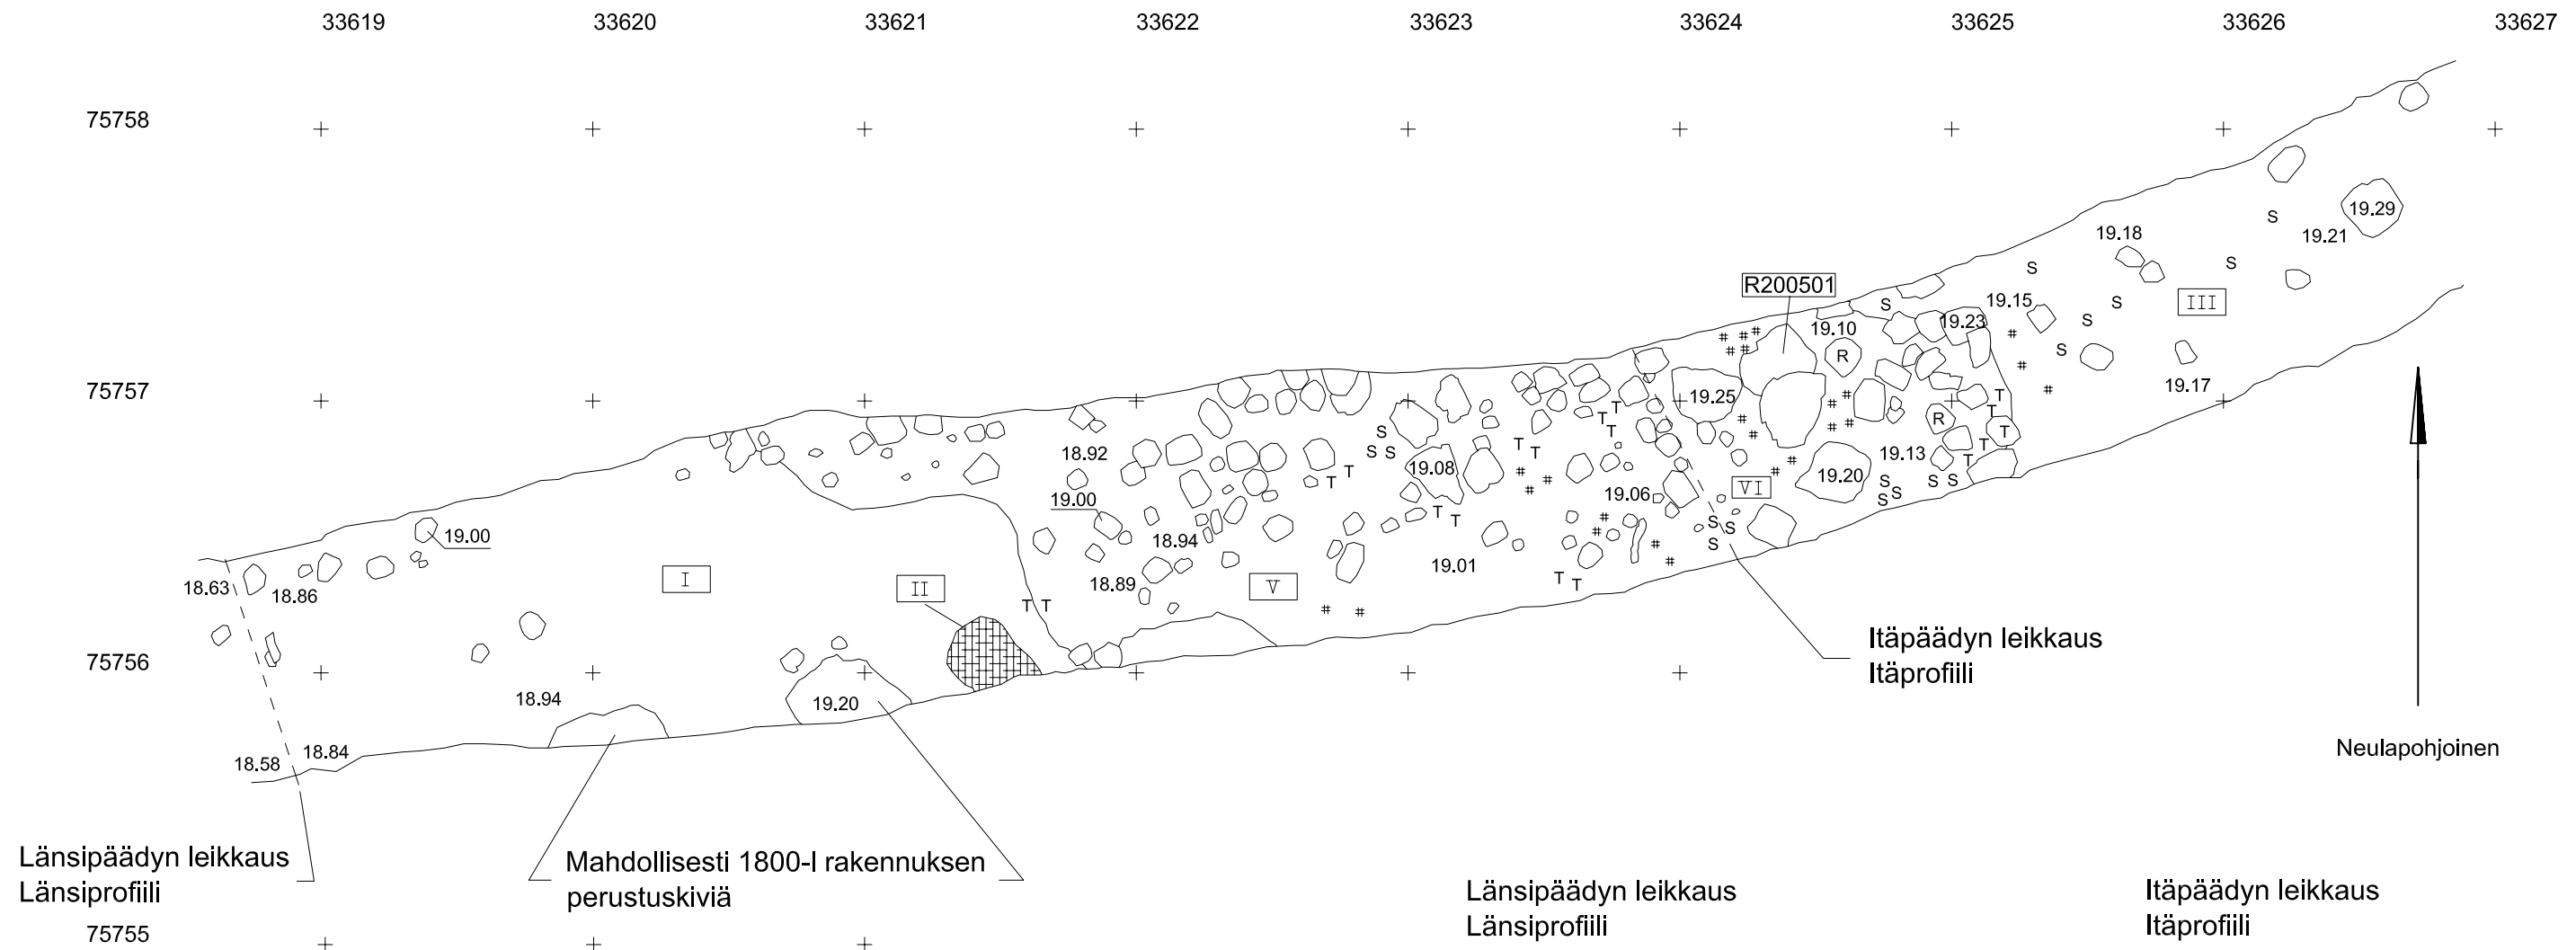 33619 33620 33621 33622 33623 33624 33625 33626 33627
75758
19.29
19.18
19.21
S
S
S
R200501
III
S
S
19.15
S
19.10
19.23
S
# # # # #
#
R
S
75757
19.25
# #
#
19.17
T
T T T
R
T
T T
S
18.92
S S
T T
19.08
19.13
T
T
# #
# #
#
19.20
S
S S
S S
VI
19.00
19.06
T T
# #
S S
S
19.00
18.94
19.01
# #
18.63
18.86
I
II
18.89
V
T T
T T
# #
Itäpäädyn leikkaus
Itäprofiili
75756
18.94
19.20
Neulapohjoinen
18.58
18.84
Länsipäädyn leikkaus
Länsiprofiili
Mahdollisesti 1800-l rakennuksen
perustuskiviä
Länsipäädyn leikkaus
Länsiprofiili
Itäpäädyn leikkaus
Itäprofiili
75755